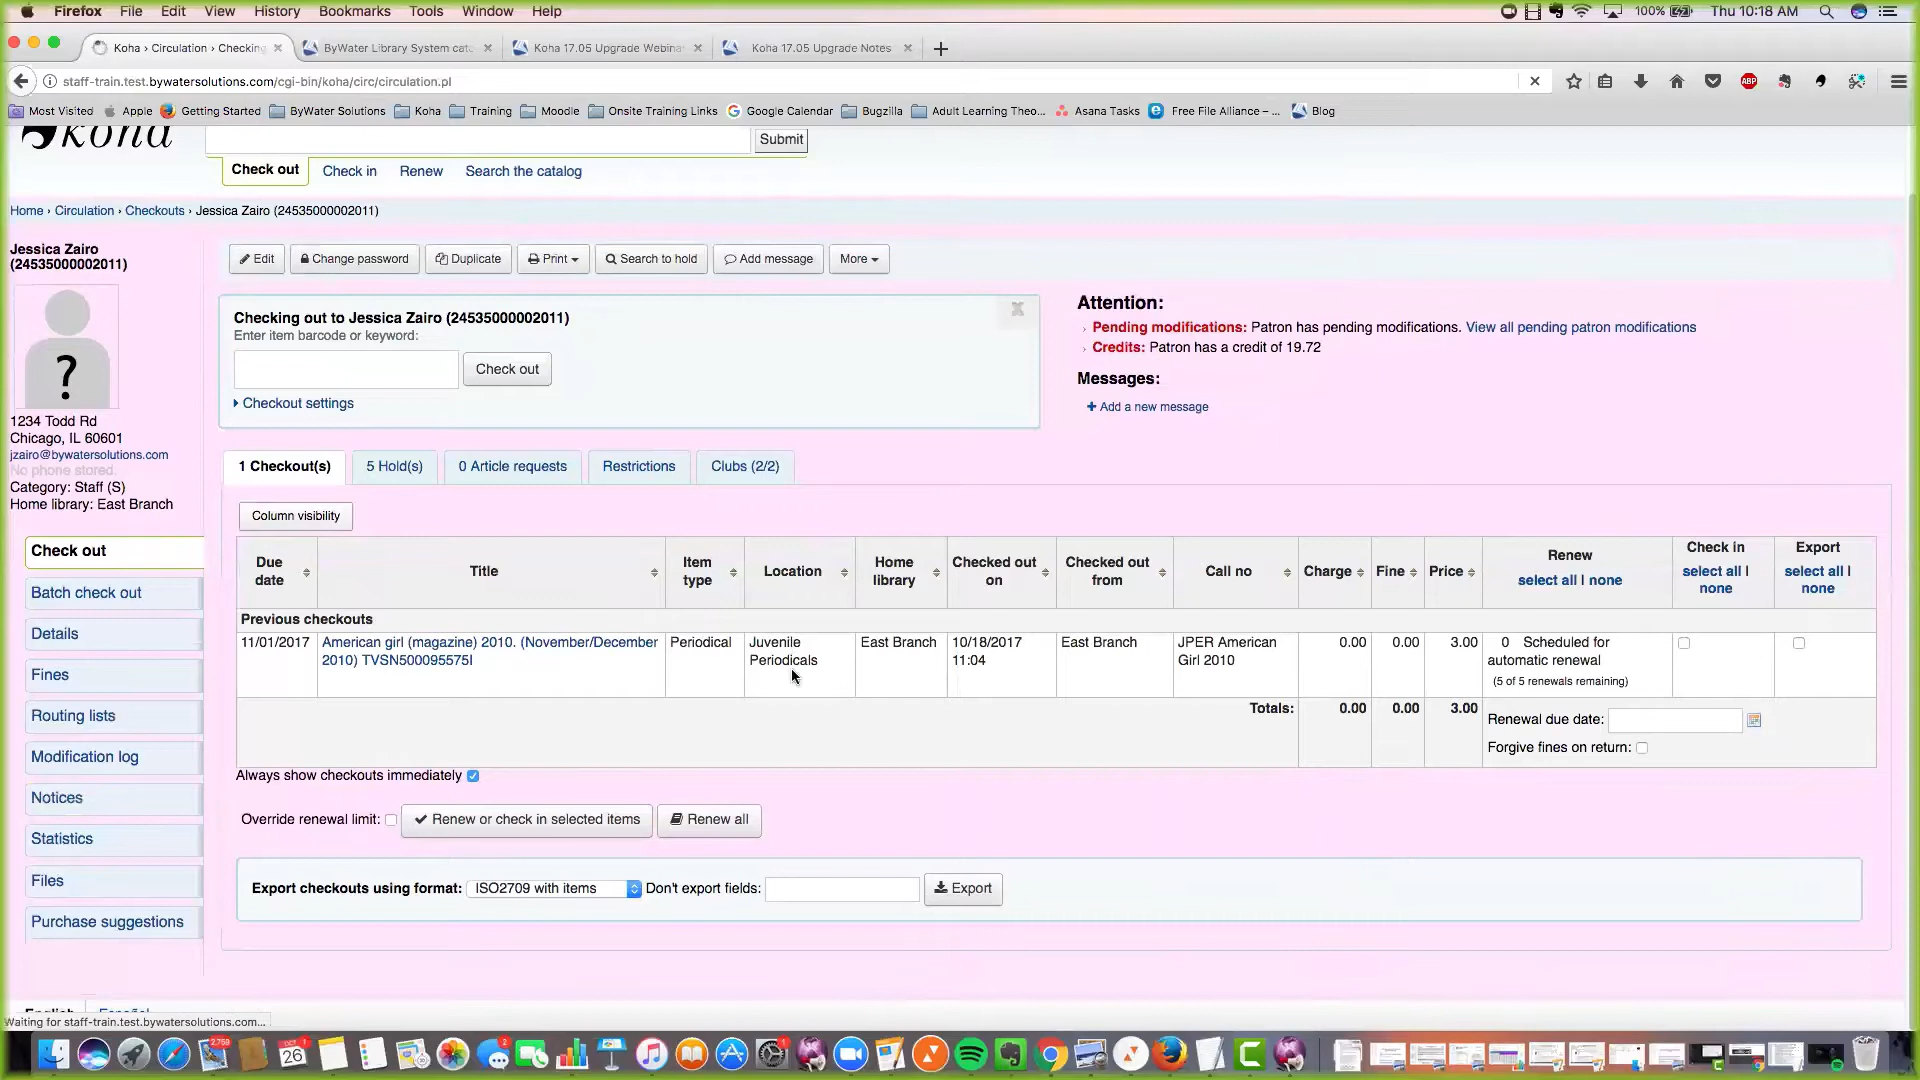 Firefox File Edit View History Bookmarks Tools Window Help 100% Thu 10:18 AM
Koha › Circulation › Checking ByWater Library System cat Koha 17.05 Upgrade Webina Koha 17.05 Upgrade Notes
staff-train.test.bywatersolutions.com/cgi-bin/koha/circ/circulation.pl
Most Visited Apple Getting Started ByWater Solutions Koha Training Moodle Onsite Training Links Google Calendar Bugzilla Adult Learning Theo... Asana Tasks Free File Alliance – ... Blog
koha Submit
Check out Check in Renew Search the catalog
Home › Circulation › Checkouts › Jessica Zairo (24535000002011)
Jessica Zairo
(24535000002011)
1234 Todd Rd
Chicago, IL 60601
jzairo@bywatersolutions.com
No phone stored.
Category: Staff (S)
Home library: East Branch
Check out
Batch check out
Details
Fines
Routing lists
Modification log
Notices
Statistics
Files
Purchase suggestions
Edit Change password Duplicate Print Search to hold Add message More
Checking out to Jessica Zairo (24535000002011)
Enter item barcode or keyword:
Check out
Checkout settings
Attention:
Pending modifications: Patron has pending modifications. View all pending patron modifications
Credits: Patron has a credit of 19.72
Messages:
+ Add a new message
1 Checkout(s) 5 Hold(s) 0 Article requests Restrictions Clubs (2/2)
Column visibility
Due date Title Item type Location Home library Checked out on Checked out from Call no Charge Fine Price Renew select all | none Check in select all | none Export select all | none
Previous checkouts
11/01/2017 American girl (magazine) 2010. (November/December 2010) TVSN500095575I Periodical Juvenile Periodicals East Branch 10/18/2017 11:04 East Branch JPER American Girl 2010 0.00 0.00 3.00 0 Scheduled for automatic renewal (5 of 5 renewals remaining)
Totals: 0.00 0.00 3.00 Renewal due date:
Forgive fines on return:
Always show checkouts immediately
Override renewal limit: Renew or check in selected items Renew all
Export checkouts using format: ISO2709 with items Don't export fields: Export
Waiting for staff-train.test.bywatersolutions.com...
2,769 OCT 26 2 1